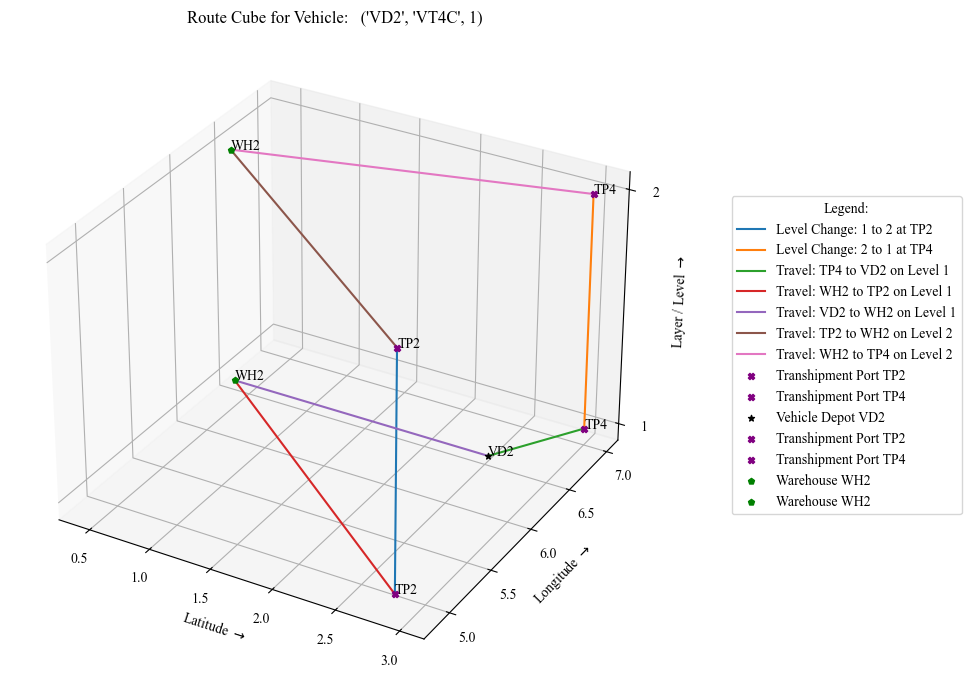 Route Cube for Vehicle:   ('VD2', 'VT4C', 1)
WH2
TP4
2
TP2
WH2
VD2
TP4
1
TP2
0.5
1.0
1.5
2.0
2.5
3.0
Latitude →
5.0
5.5
6.0
6.5
7.0
Longitude →
Layer / Level →
Legend:
Level Change: 1 to 2 at TP2
Level Change: 2 to 1 at TP4
Travel: TP4 to VD2 on Level 1
Travel: WH2 to TP2 on Level 1
Travel: VD2 to WH2 on Level 1
Travel: TP2 to WH2 on Level 2
Travel: WH2 to TP4 on Level 2
Transhipment Port TP2
Transhipment Port TP4
Vehicle Depot VD2
Transhipment Port TP2
Transhipment Port TP4
Warehouse WH2
Warehouse WH2